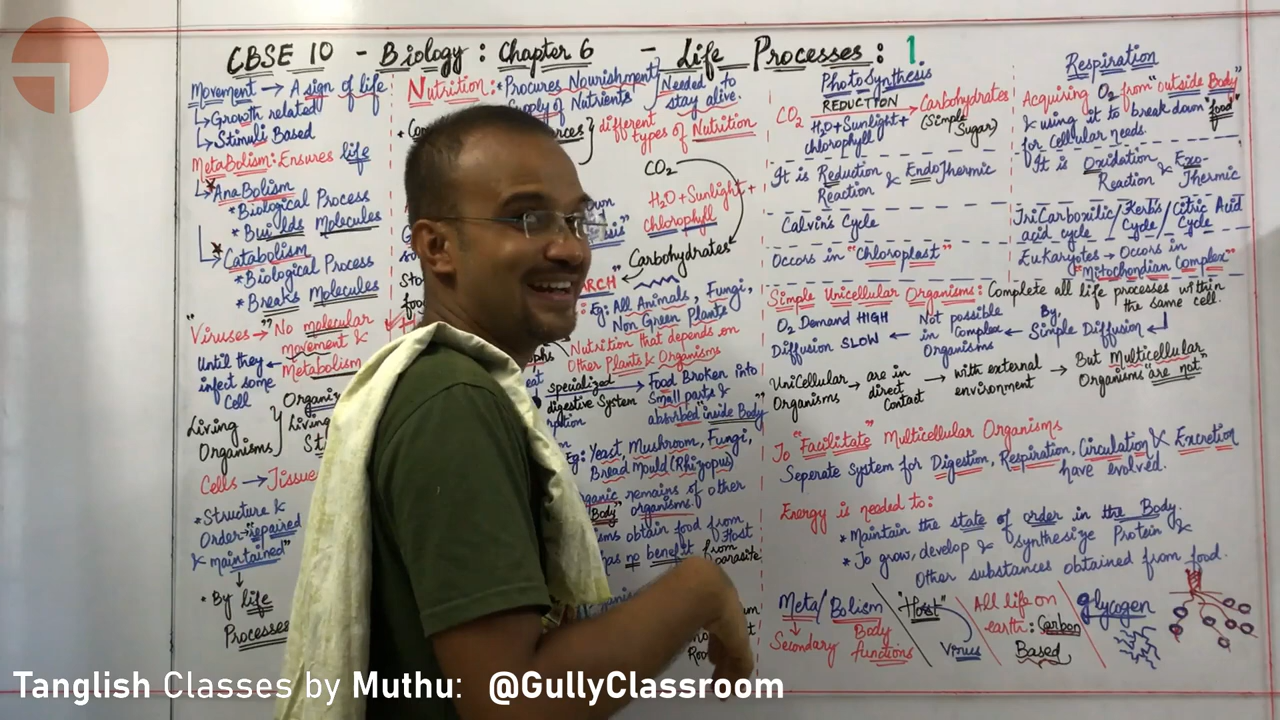 CBSE 10 - Biology : Chapter 6 - Life Processes : 1
Movement → A sign of life
↳ Growth related
↳ Stimuli Based
MetaBolism: Ensures life
↳ * AnaBolism
* Biological Process
* Builds Molecules
↳ * Catabolism
* Biological Process
* Breaks Molecules
"Viruses → No molecular
movement &
Metabolism
Until they ←
infect some
Cell
Living
Organisms
Cells → Tissue
* Structure &
Order → "repaired
& maintained"
* By life
Processes
Nutrition: * Procures Nourishment
Supply of Nutrients
Needed to
stay alive.
different
types of Nutrition
CO₂
H₂O + Sunlight +
chlorophyll
Carbohydrates
ARCH"
: Eg: All Animals, Fungi,
Non Green Plants
Nutrition that depends on
Other Plants & Organisms
specialized
digestive System
→ Food Broken into
Small parts &
absorbed "inside Body"
Eg: Yeast, Mushroom, Fungi,
Bread Mould (Rhizopus)
organic remains of other
"Body" organisms.
obtain food from
Host
has no benefit from
parasite
PhotoSynthesis
CO₂ REDUCTION → Carbohydrates
H₂O + Sunlight + (Simple
chlorophyll Sugar)
It is Reduction & EndoThermic
Reaction
Calvin's Cycle
Occurs in "Chloroplast"
Respiration
Acquiring O₂ from "outside Body"
& using it to break down "food"
for Cellular needs.
It is Oxidation & Exo-
Reaction Thermic
TriCarboxilic/Kerb's/Citric Acid
acid cycle/Cycle/Cycle
EuKaryotes → Occurs in
"Mitochondian Complex"
Simple Unicellular Organisms: Complete all life processes within
the same cell.
O₂ Demand HIGH
Diffusion SLOW ← Not possible
in Complex
Organisms ← By,
Simple Diffusion ↵
UniCellular
Organisms → are in
direct
Contact → with external
environment → But Multicellular
Organisms "are not"
To "Facilitate" Multicellular Organisms
Seperate System for Digestion, Respiration, Circulation & Excretion
have evolved.
Energy is needed to:
* Maintain the state of order in the Body.
* To grow, develop & synthesize Protein &
Other substances obtained from food.
Meta/Bolism
↓
Secondary Body
functions
"Host"
Virus
All life on
earth: Carbon
Based
glycogen
Tanglish Classes by Muthu: @GullyClassroom